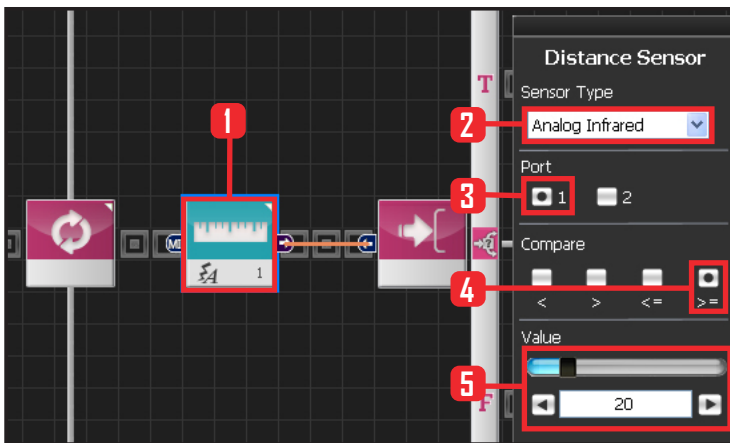 Distance Sensor
T
Sensor Type
1
2
Analog Infrared
Port
3
1 2
Compare
4
< > <= >=
1
Value
5
F
20